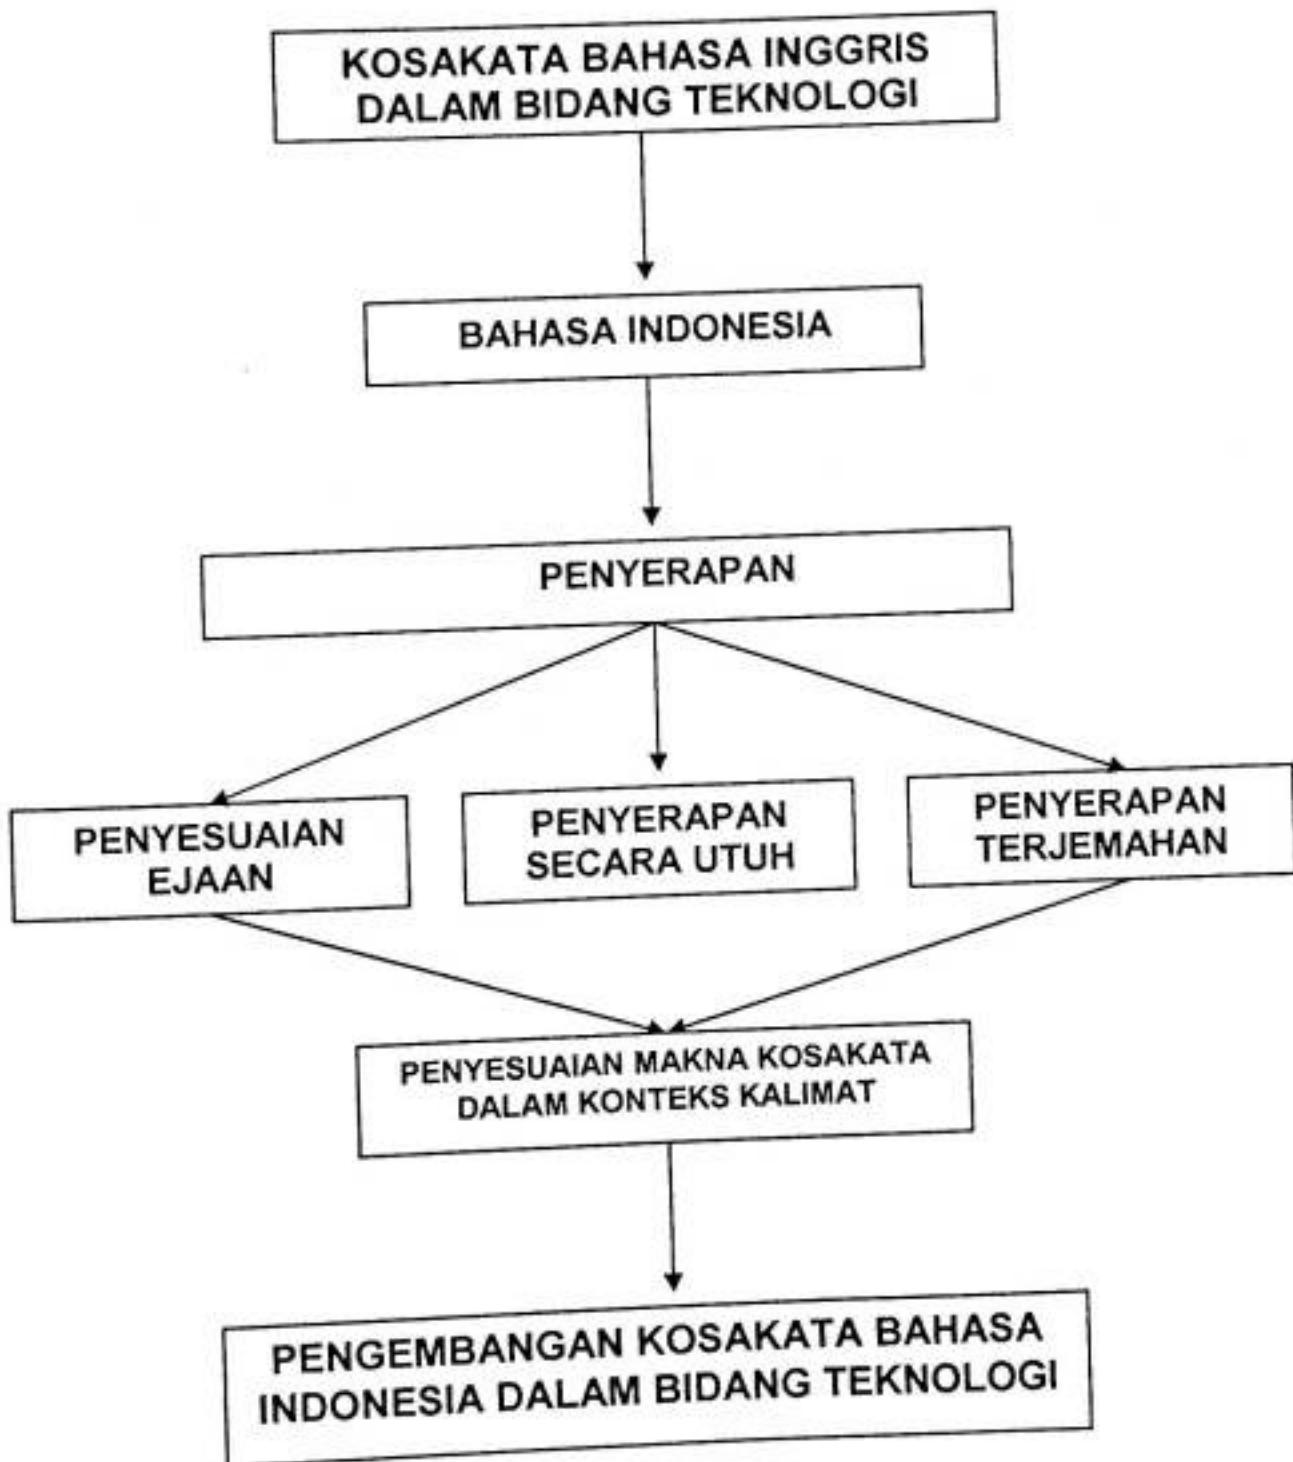 KOSAKATA BAHASA INGGRIS
DALAM BIDANG TEKNOLOGI
BAHASA INDONESIA
PENYERAPAN
PENYESUAIAN
EJAAN
PENYERAPAN
SECARA UTUH
PENYERAPAN
TERJEMAHAN
PENYESUAIAN MAKNA KOSAKATA
DALAM KONTEKS KALIMAT
PENGEMBANGAN KOSAKATA BAHASA
INDONESIA DALAM BIDANG TEKNOLOGI